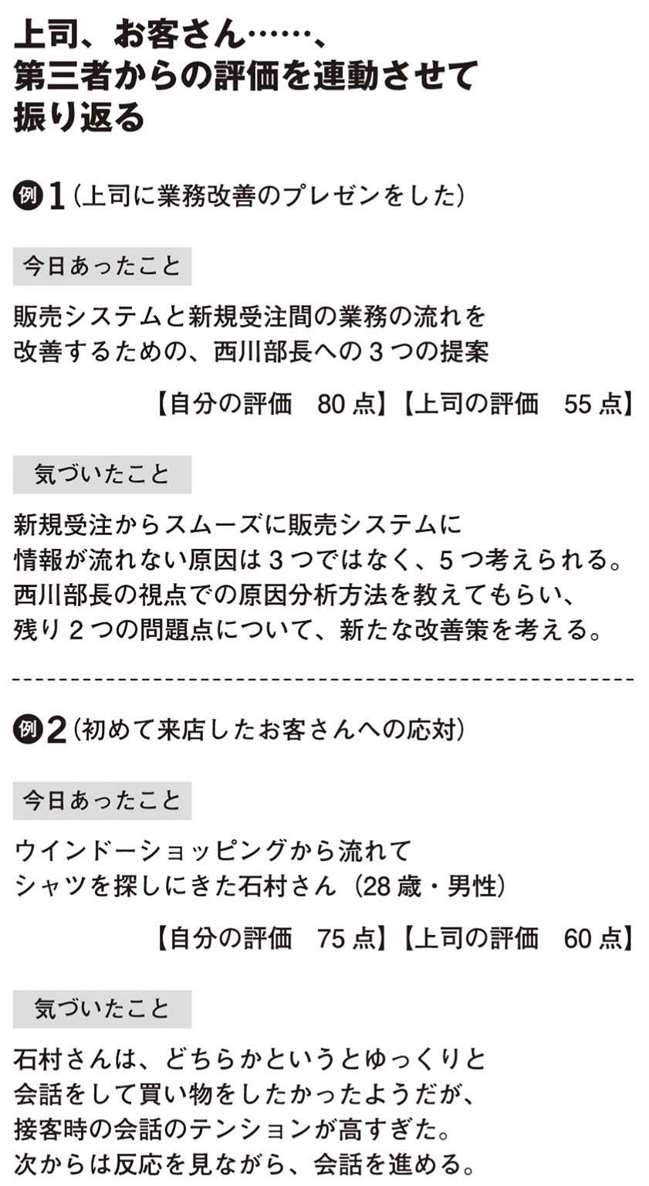 上司、お客さん……、
第三者からの評価を連動させて
振り返る
例1（上司に業務改善のプレゼンをした）
今日あったこと
販売システムと新規受注間の業務の流れを
改善するための、西川部長への3つの提案
【自分の評価　80点】【上司の評価　55点】
気づいたこと
新規受注からスムーズに販売システムに
情報が流れない原因は3つではなく、5つ考えられる。
西川部長の視点での原因分析方法を教えてもらい、
残り2つの問題点について、新たな改善策を考える。
例2（初めて来店したお客さんへの応対）
今日あったこと
ウインドーショッピングから流れて
シャツを探しにきた石村さん（28歳・男性）
【自分の評価　75点】【上司の評価　60点】
気づいたこと
石村さんは、どちらかというとゆっくりと
会話をして買い物をしたかったようだが、
接客時の会話のテンションが高すぎた。
次からは反応を見ながら、会話を進める。